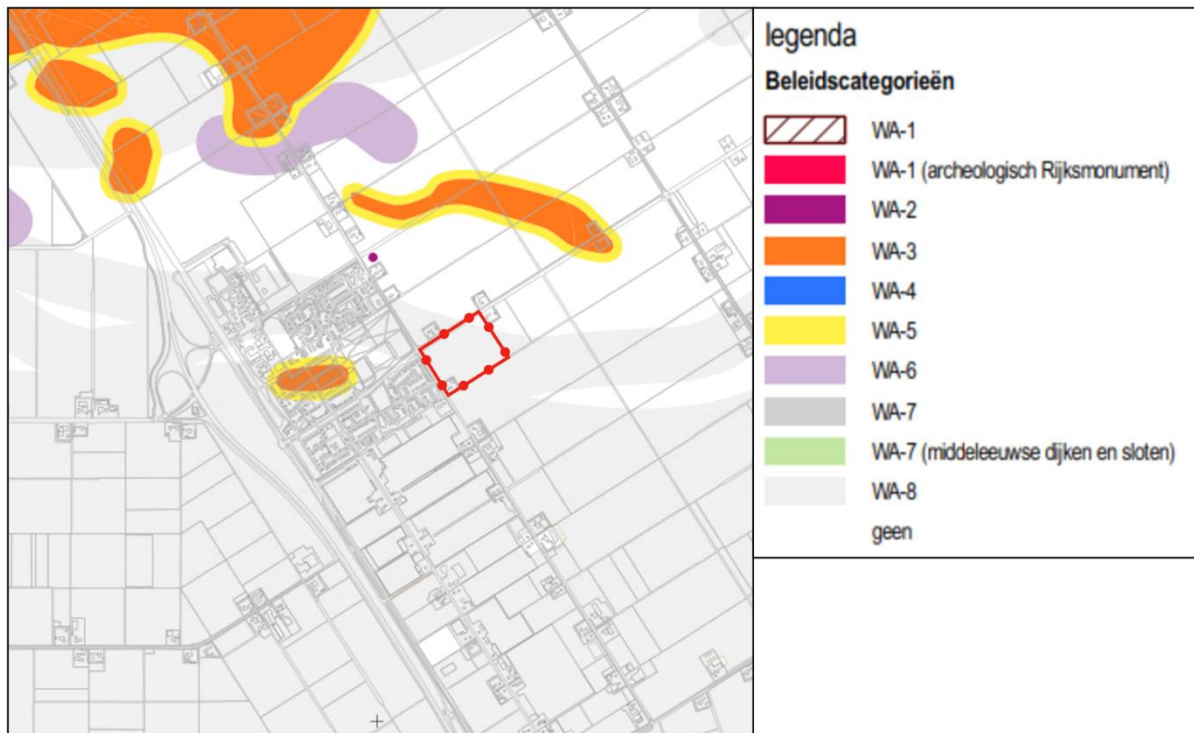 legenda
Beleidscategorieën
WA-1
WA-1 (archeologisch Rijksmonument)
WA-2
WA-3
WA-4
WA-5
WA-6
WA-7
WA-7 (middeleeuwse dijken en sloten)
WA-8
geen